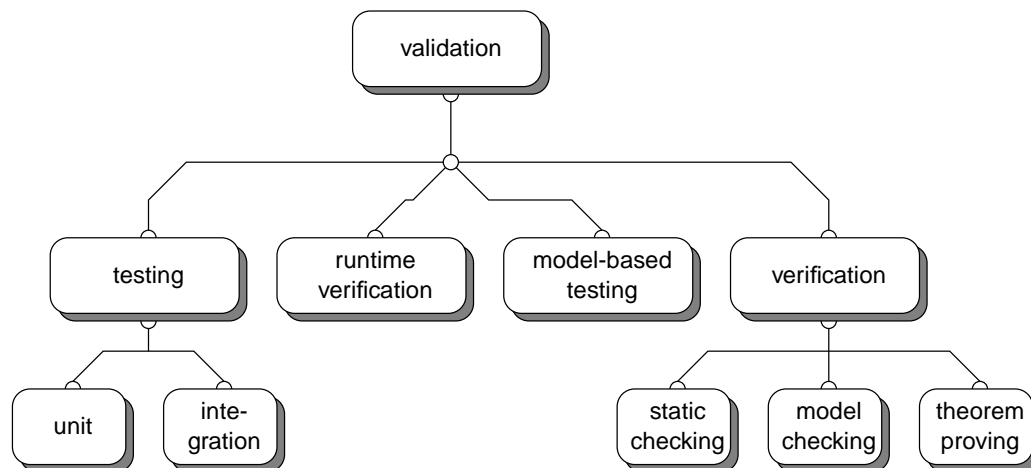 validation
testing
runtime
verification
model-based
testing
verification
unit
inte-
gration
static
checking
model
checking
theorem
proving